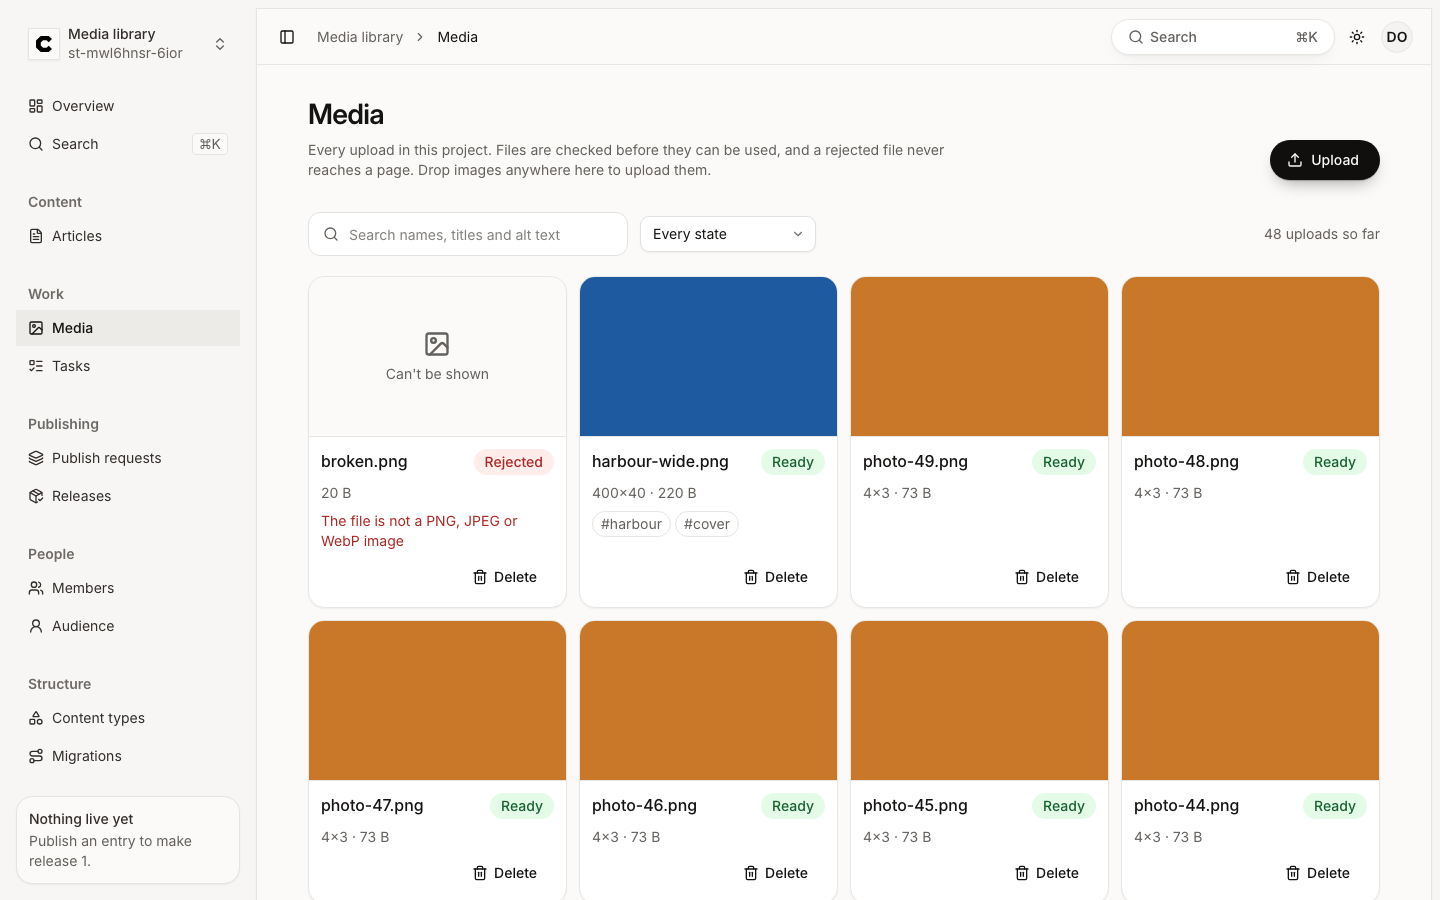 Media library
st-mwl6hnsr-6ior
Overview
Search ⌘K
Content
Articles
Work
Media
Tasks
Publishing
Publish requests
Releases
People
Members
Audience
Structure
Content types
Migrations
Nothing live yet
Publish an entry to make
release 1.
Media library > Media
Search ⌘K
DO
Media
Every upload in this project. Files are checked before they can be used, and a rejected file never
reaches a page. Drop images anywhere here to upload them.
Upload
Search names, titles and alt text
Every state
48 uploads so far
Can't be shown
broken.png Rejected
20 B
The file is not a PNG, JPEG or
WebP image
Delete
harbour-wide.png Ready
400×40 · 220 B
#harbour #cover
Delete
photo-49.png Ready
4×3 · 73 B
Delete
photo-48.png Ready
4×3 · 73 B
Delete
photo-47.png Ready
4×3 · 73 B
Delete
photo-46.png Ready
4×3 · 73 B
Delete
photo-45.png Ready
4×3 · 73 B
Delete
photo-44.png Ready
4×3 · 73 B
Delete